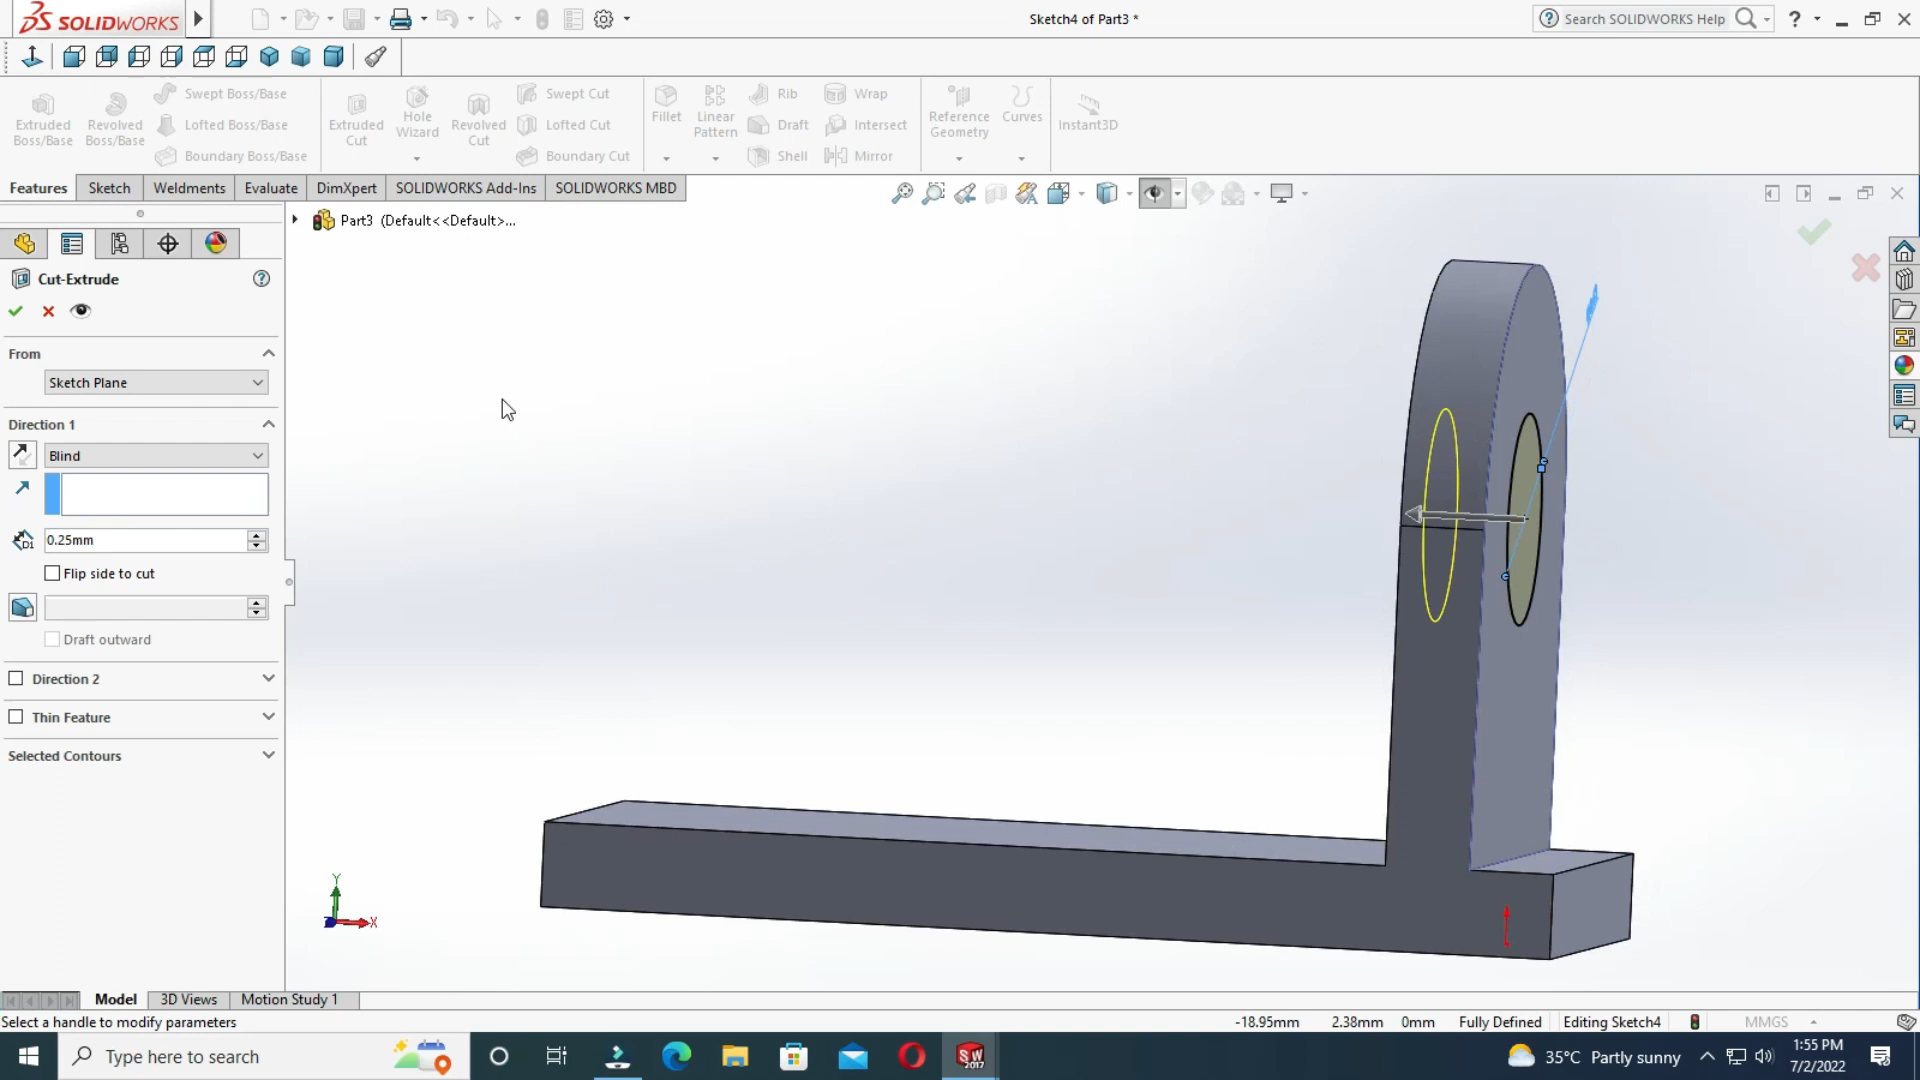 SOLIDWORKS
Sketch4 of Part3 *
Search SOLIDWORKS Help
?
Extruded Boss/Base
Revolved Boss/Base
Swept Boss/Base
Lofted Boss/Base
Boundary Boss/Base
Extruded Cut
Hole Wizard
Revolved Cut
Swept Cut
Lofted Cut
Boundary Cut
Fillet
Linear Pattern
Rib
Draft
Shell
Wrap
Intersect
Mirror
Reference Geometry
Curves
Instant3D
Features
Sketch
Weldments
Evaluate
DimXpert
SOLIDWORKS Add-Ins
SOLIDWORKS MBD
Part3 (Default<<Default>...
Cut-Extrude
?
From
Sketch Plane
Direction 1
Blind
D1
0.25mm
Flip side to cut
Draft outward
Direction 2
Thin Feature
Selected Contours
Y
X
Model
3D Views
Motion Study 1
Select a handle to modify parameters
-18.95mm
2.38mm
0mm
Fully Defined
Editing Sketch4
MMGS
Type here to search
SW
2017
35°C Partly sunny
1:55 PM
7/2/2022